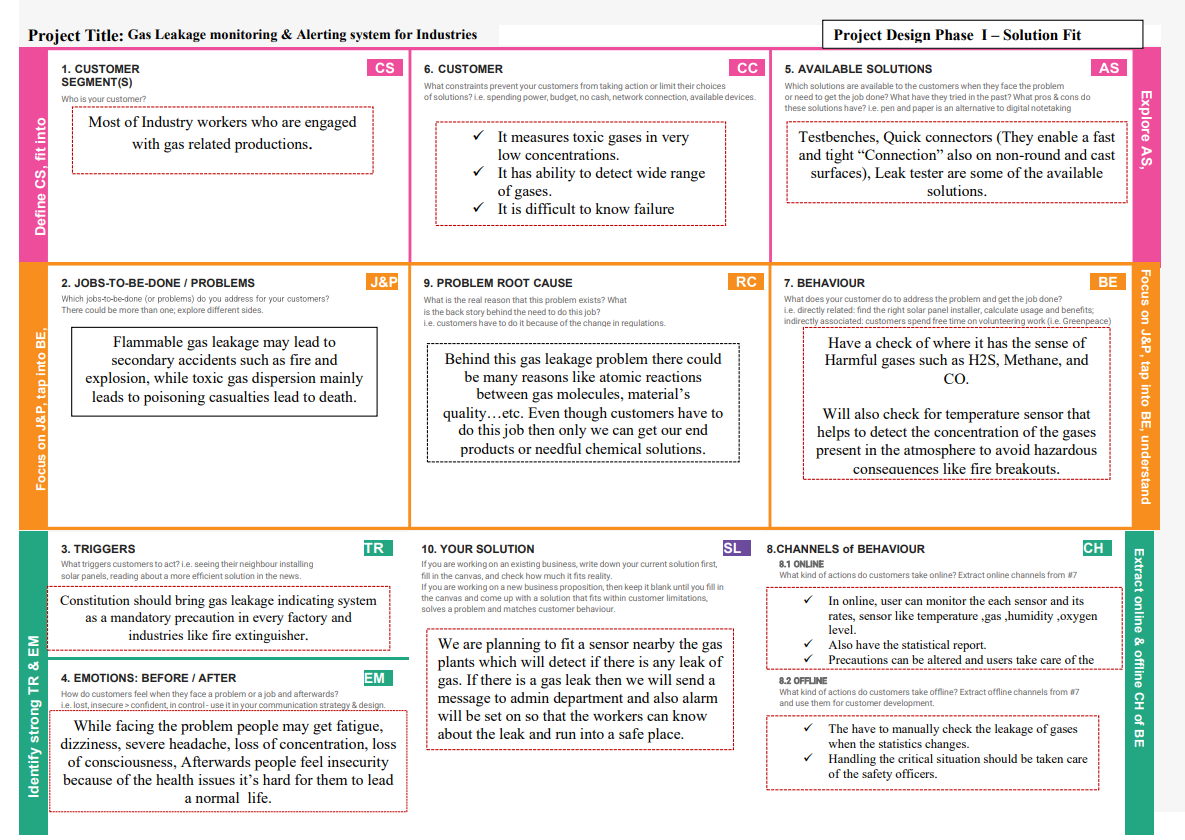 Project Title: Gas Leakage monitoring & Alerting system for Industries
Project Design Phase I – Solution Fit
Define CS, fit into
1. CUSTOMER
SEGMENT(S)
CS
Who is your customer?
Most of Industry workers who are engaged
with gas related productions.
6. CUSTOMER
CC
What constraints prevent your customers from taking action or limit their choices
of solutions? i.e. spending power, budget, no cash, network connection, available devices.
✓ It measures toxic gases in very
low concentrations.
✓ It has ability to detect wide range
of gases.
✓ It is difficult to know failure
5. AVAILABLE SOLUTIONS
AS
Which solutions are available to the customers when they face the problem
or need to get the job done? What have they tried in the past? What pros & cons do
these solutions have? i.e. pen and paper is an alternative to digital notetaking
Testbenches, Quick connectors (They enable a fast
and tight “Connection” also on non-round and cast
surfaces), Leak tester are some of the available
solutions.
Explore AS,
Focus on J&P, tap into BE,
2. JOBS-TO-BE-DONE / PROBLEMS
J&P
Which jobs-to-be-done (or problems) do you address for your customers?
There could be more than one; explore different sides.
Flammable gas leakage may lead to
secondary accidents such as fire and
explosion, while toxic gas dispersion mainly
leads to poisoning casualties lead to death.
9. PROBLEM ROOT CAUSE
RC
What is the real reason that this problem exists? What
is the back story behind the need to do this job?
i.e. customers have to do it because of the change in regulations.
Behind this gas leakage problem there could
be many reasons like atomic reactions
between gas molecules, material’s
quality…etc. Even though customers have to
do this job then only we can get our end
products or needful chemical solutions.
7. BEHAVIOUR
BE
What does your customer do to address the problem and get the job done?
i.e. directly related: find the right solar panel installer, calculate usage and benefits;
indirectly associated: customers spend free time on volunteering work (i.e. Greenpeace)
Have a check of where it has the sense of
Harmful gases such as H2S, Methane, and
CO.
Will also check for temperature sensor that
helps to detect the concentration of the gases
present in the atmosphere to avoid hazardous
consequences like fire breakouts.
Focus on J&P, tap into BE, understand
Identify strong TR & EM
3. TRIGGERS
TR
What triggers customers to act? i.e. seeing their neighbour installing
solar panels, reading about a more efficient solution in the news.
Constitution should bring gas leakage indicating system
as a mandatory precaution in every factory and
industries like fire extinguisher.
4. EMOTIONS: BEFORE / AFTER
EM
How do customers feel when they face a problem or a job and afterwards?
i.e. lost, insecure > confident, in control - use it in your communication strategy & design.
While facing the problem people may get fatigue,
dizziness, severe headache, loss of concentration, loss
of consciousness, Afterwards people feel insecurity
because of the health issues it’s hard for them to lead
a normal life.
10. YOUR SOLUTION
SL
If you are working on an existing business, write down your current solution first,
fill in the canvas, and check how much it fits reality.
If you are working on a new business proposition, then keep it blank until you fill in
the canvas and come up with a solution that fits within customer limitations,
solves a problem and matches customer behaviour.
We are planning to fit a sensor nearby the gas
plants which will detect if there is any leak of
gas. If there is a gas leak then we will send a
message to admin department and also alarm
will be set on so that the workers can know
about the leak and run into a safe place.
8.CHANNELS of BEHAVIOUR
CH
8.1 ONLINE
What kind of actions do customers take online? Extract online channels from #7
✓ In online, user can monitor the each sensor and its
rates, sensor like temperature ,gas ,humidity ,oxygen
level.
✓ Also have the statistical report.
✓ Precautions can be altered and users take care of the
8.2 OFFLINE
What kind of actions do customers take offline? Extract offline channels from #7
and use them for customer development.
✓ The have to manually check the leakage of gases
when the statistics changes.
✓ Handling the critical situation should be taken care
of the safety officers.
Extract online & offline CH of BE